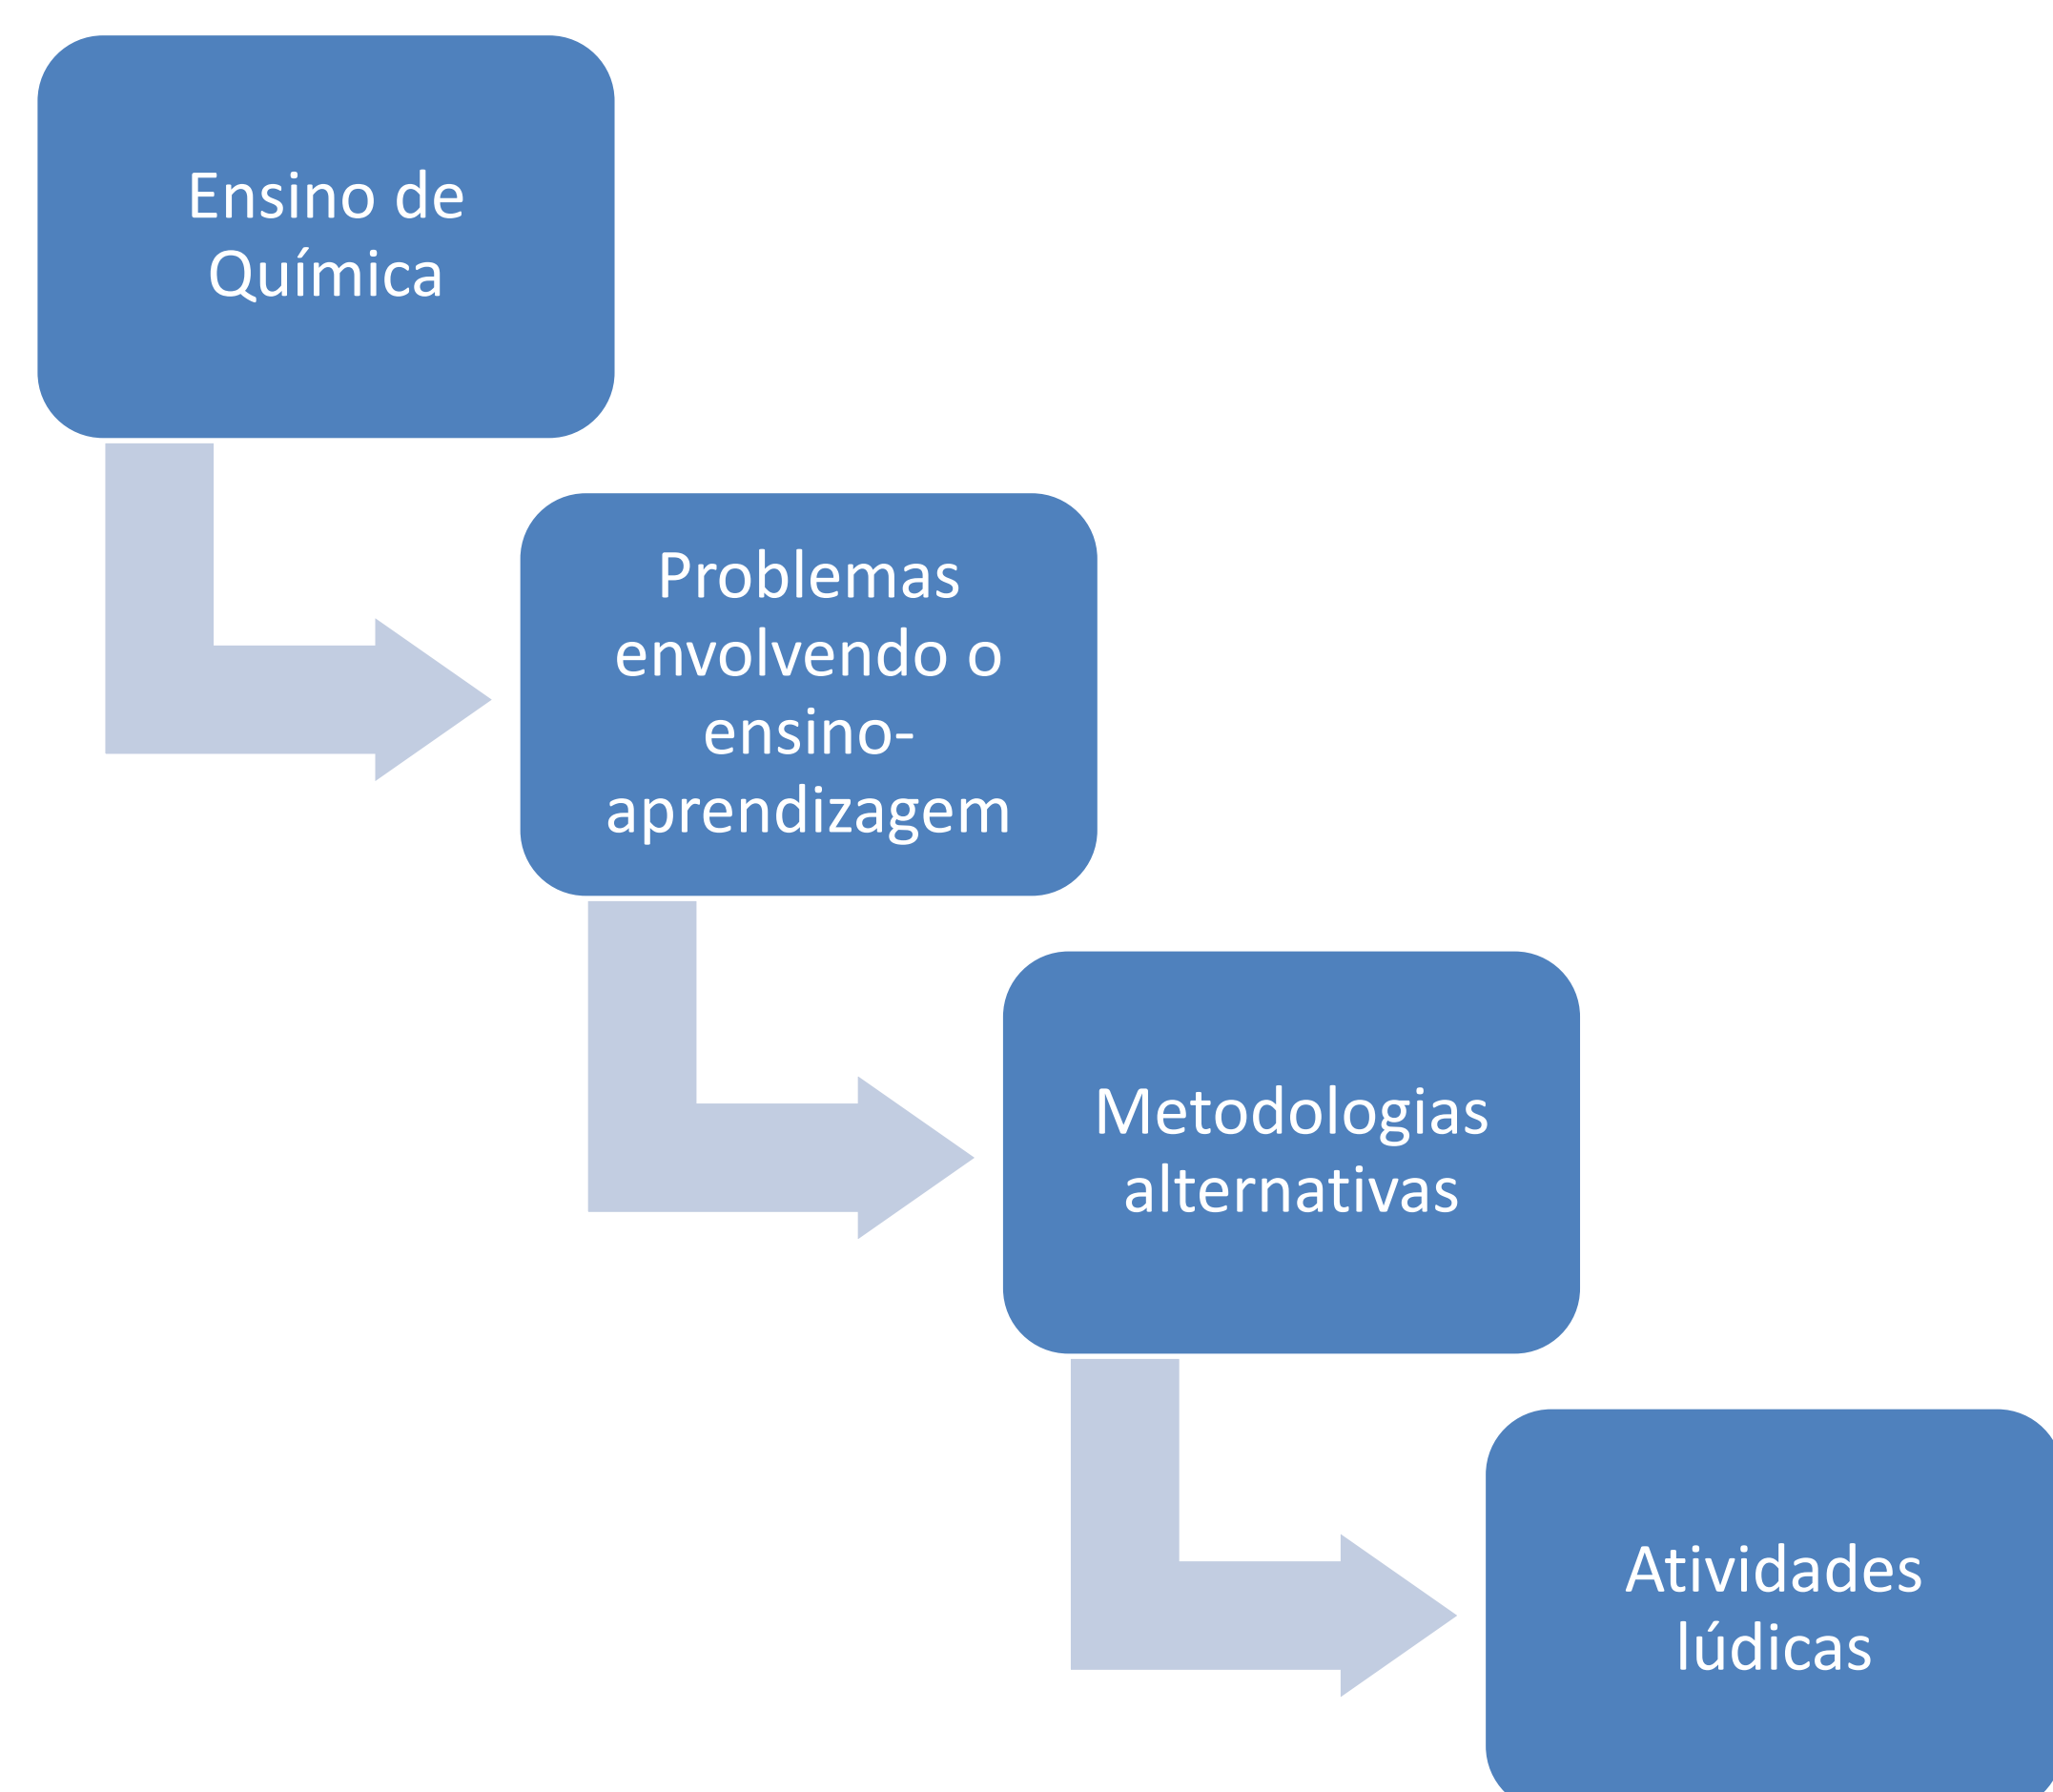 Ensino de
Química
Problemas
envolvendo o
ensino-
aprendizagem
Metodologias
alternativas
Atividades
lúdicas